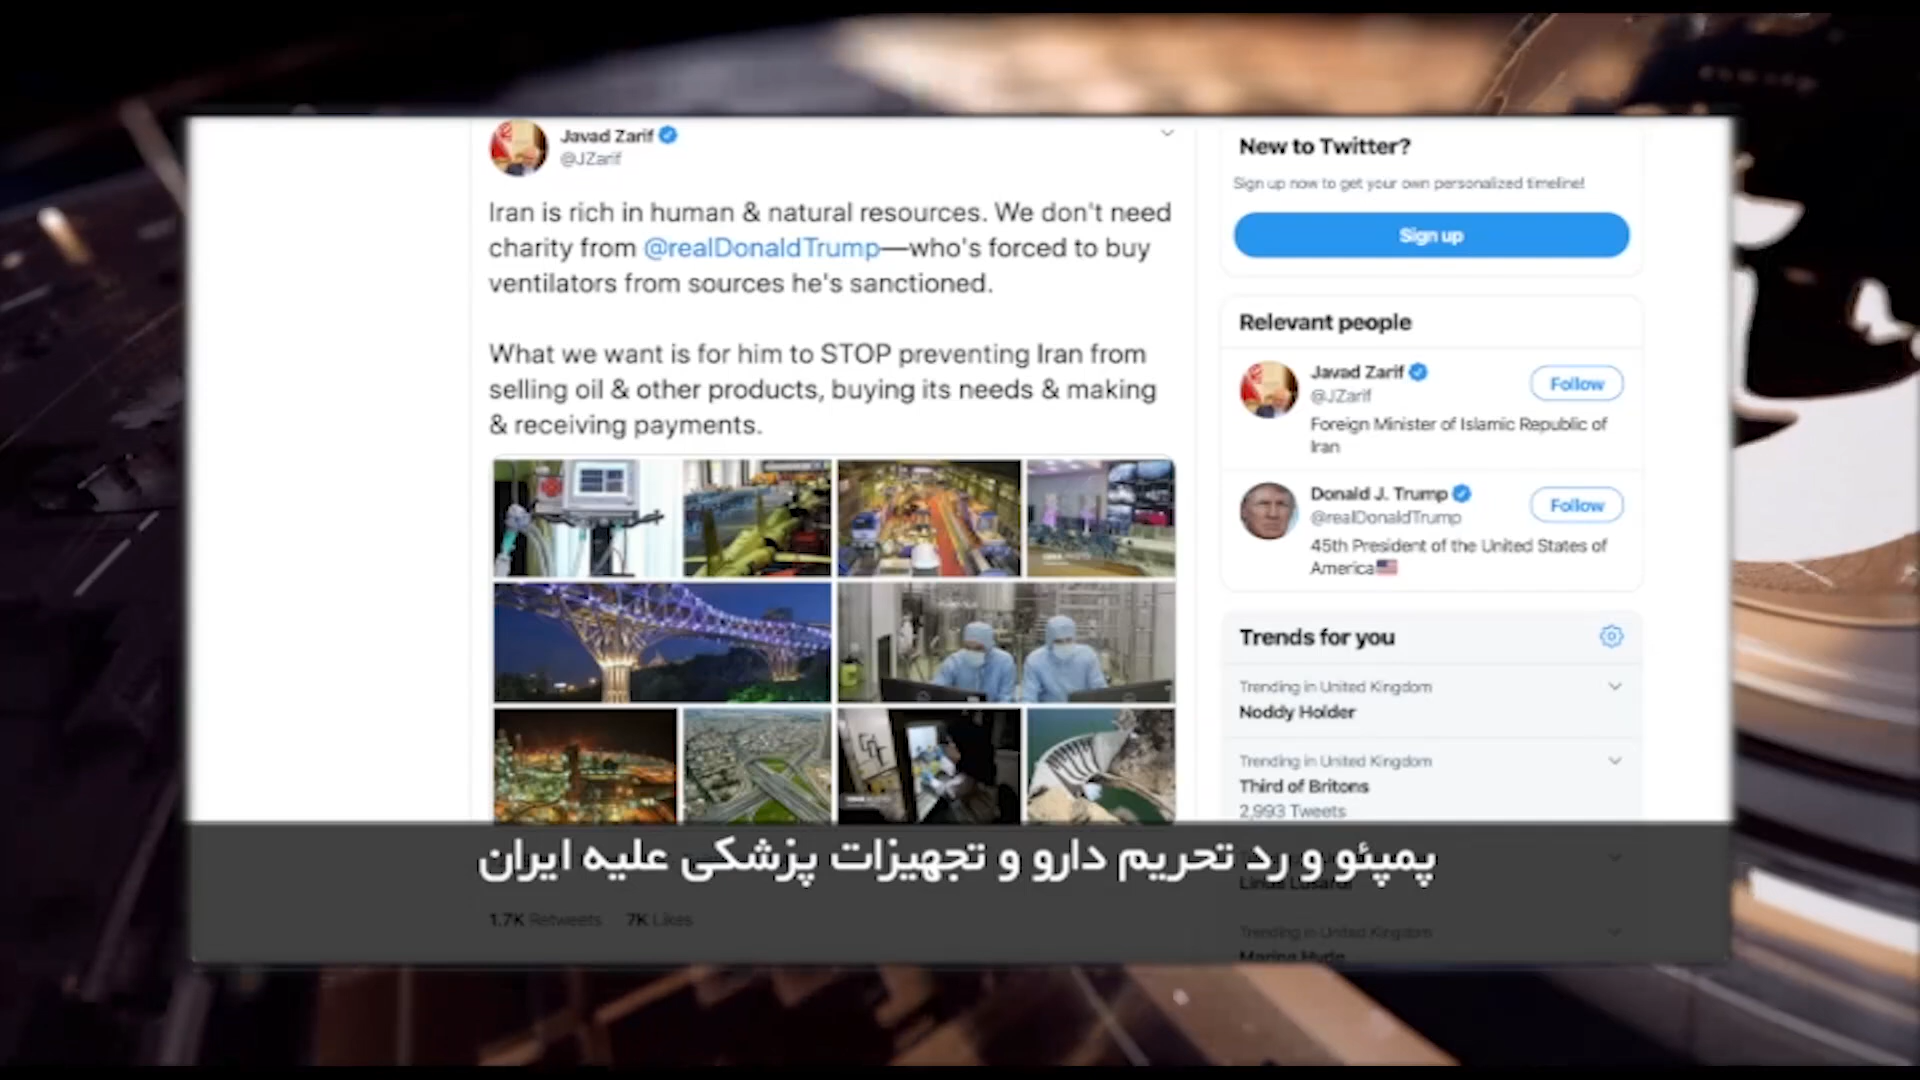 Javad Zarif
@JZarif
Iran is rich in human & natural resources. We don't need
charity from @realDonaldTrump—who's forced to buy
ventilators from sources he's sanctioned.
What we want is for him to STOP preventing Iran from
selling oil & other products, buying its needs & making
& receiving payments.
1.7K Retweets 7K Likes
New to Twitter?
Sign up now to get your own personalized timeline!
Sign up
Relevant people
Javad Zarif
@JZarif
Follow
Foreign Minister of Islamic Republic of
Iran
Donald J. Trump
@realDonaldTrump
Follow
45th President of the United States of
America
Trends for you
Trending in United Kingdom
Noddy Holder
Trending in United Kingdom
Third of Britons
2,993 Tweets
Trending in United Kingdom
Marina Hyde
پمپئو و رد تحریم دارو و تجهیزات پزشکی علیه ایران